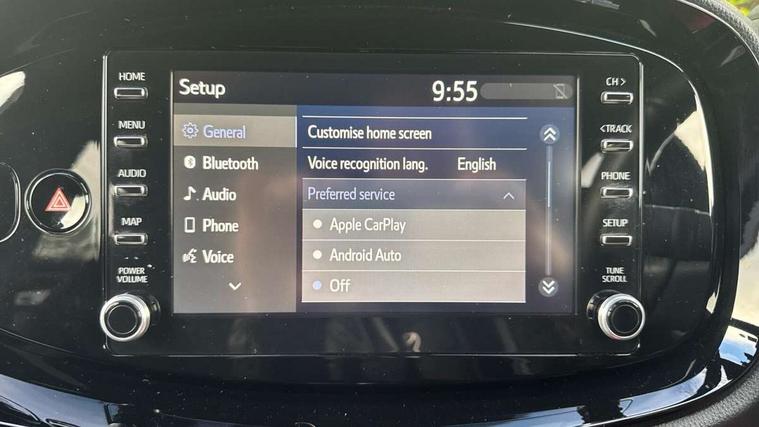 HOME
MENU
AUDIO
MAP
POWER
VOLUME
Setup
9:55
General
Bluetooth
Audio
Phone
Voice
Customise home screen
Voice recognition lang. English
Preferred service
Apple CarPlay
Android Auto
Off
CH >
< TRACK
PHONE
SETUP
TUNE
SCROLL